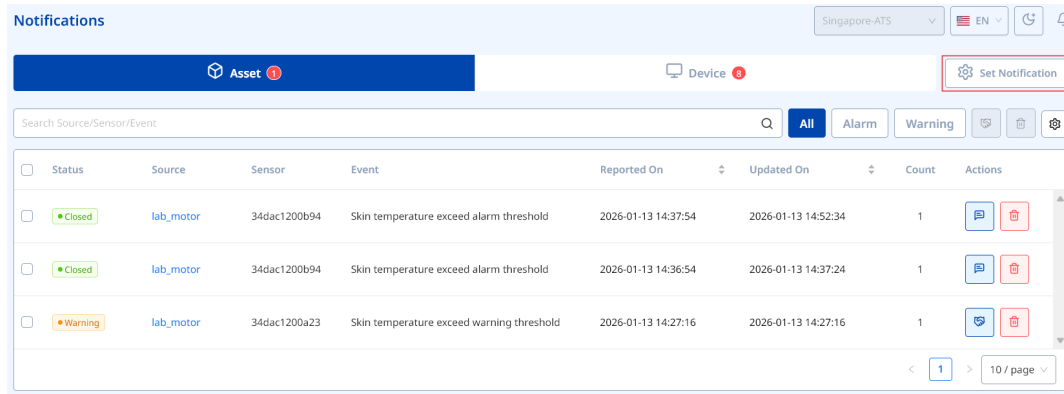 Notifications
Singapore-ATS
EN
Asset 1
Device 8
Set Notification
Search Source/Sensor/Event
All
Alarm
Warning
Status Source Sensor Event Reported On Updated On Count Actions
Closed lab_motor 34dac1200b94 Skin temperature exceed alarm threshold 2026-01-13 14:37:54 2026-01-13 14:52:34 1
Closed lab_motor 34dac1200b94 Skin temperature exceed alarm threshold 2026-01-13 14:36:54 2026-01-13 14:37:24 1
Warning lab_motor 34dac1200a23 Skin temperature exceed warning threshold 2026-01-13 14:27:16 2026-01-13 14:27:16 1
< 1 > 10 / page